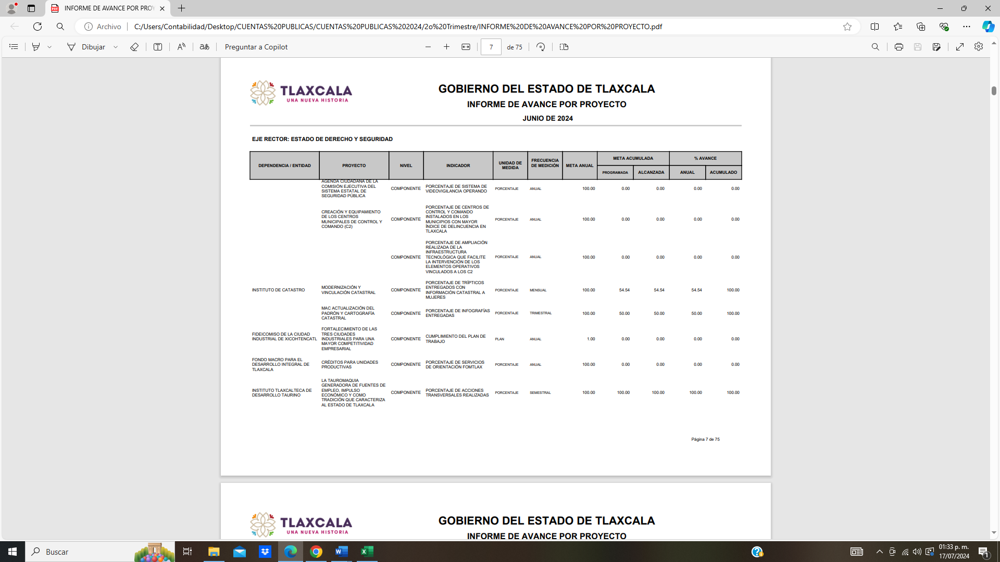 INFORME DE AVANCE POR PROY
Archivo
C:/Users/Contabilidad/Desktop/CUENTAS%20PUBLICAS/CUENTAS%20PUBLICAS%202024/2o%20Trimestre/INFORME%20DE%20AVANCE%20POR%20PROYECTO.pdf
Dibujar
aあ
Preguntar a Copilot
7
de 75
TLAXCALA
UNA NUEVA HISTORIA
GOBIERNO DEL ESTADO DE TLAXCALA
INFORME DE AVANCE POR PROYECTO
JUNIO DE 2024
EJE RECTOR: ESTADO DE DERECHO Y SEGURIDAD
DEPENDENCIA / ENTIDAD
PROYECTO
NIVEL
INDICADOR
UNIDAD DE
MEDIDA
FRECUENCIA
DE MEDICIÓN
META ANUAL
META ACUMULADA
PROGRAMADA
ALCANZADA
% AVANCE
ANUAL
ACUMULADO
AGENDA CIUDADANA DE LA
COMISIÓN EJECUTIVA DEL
SISTEMA ESTATAL DE
SEGURIDAD PÚBLICA
COMPONENTE
PORCENTAJE DE SISTEMA DE
VIDEOVIGILANCIA OPERANDO
PORCENTAJE
ANUAL
100.00
0.00
0.00
0.00
0.00
CREACIÓN Y EQUIPAMIENTO
DE LOS CENTROS
MUNICIPALES DE CONTROL Y
COMANDO (C2)
COMPONENTE
PORCENTAJE DE CENTROS DE
CONTROL Y COMANDO
INSTALADOS EN LOS
MUNICIPIOS CON MAYOR
ÍNDICE DE DELINCUENCIA EN
TLAXCALA
PORCENTAJE
ANUAL
100.00
0.00
0.00
0.00
0.00
COMPONENTE
PORCENTAJE DE AMPLIACIÓN
REALIZADA DE LA
INFRAESTRUCTURA
TECNOLÓGICA QUE FACILITE
LA INTERVENCIÓN DE LOS
ELEMENTOS OPERATIVOS
VINCULADOS A LOS C2
PORCENTAJE
ANUAL
100.00
0.00
0.00
0.00
0.00
INSTITUTO DE CATASTRO
MODERNIZACIÓN Y
VINCULACIÓN CATASTRAL
COMPONENTE
PORCENTAJE DE TRÍPTICOS
ENTREGADOS CON
INFORMACIÓN CATASTRAL A
MUJERES
PORCENTAJE
MENSUAL
100.00
54.54
54.54
54.54
100.00
MAC ACTUALIZACIÓN DEL
PADRÓN Y CARTOGRAFÍA
CATASTRAL
COMPONENTE
PORCENTAJE DE INFOGRAFÍAS
ENTREGADAS
PORCENTAJE
TRIMESTRAL
100.00
50.00
50.00
50.00
100.00
FIDEICOMISO DE LA CIUDAD
INDUSTRIAL DE XICOHTENCATL
FORTALECIMIENTO DE LAS
TRES CIUDADES
INDUSTRIALES PARA UNA
MAYOR COMPETITIVIDAD
EMPRESARIAL
COMPONENTE
CUMPLIMIENTO DEL PLAN DE
TRABAJO
PLAN
ANUAL
1.00
0.00
0.00
0.00
0.00
FONDO MACRO PARA EL
DESARROLLO INTEGRAL DE
TLAXCALA
CRÉDITOS PARA UNIDADES
PRODUCTIVAS
COMPONENTE
PORCENTAJE DE SERVICIOS
DE ORIENTACIÓN FOMTLAX
PORCENTAJE
ANUAL
100.00
0.00
0.00
0.00
0.00
INSTITUTO TLAXCALTECA DE
DESARROLLO TAURINO
LA TAUROMAQUIA
GENERADORA DE FUENTES DE
EMPLEO, IMPULSO
ECONÓMICO Y COMO
TRADICIÓN QUE CARACTERIZA
AL ESTADO DE TLAXCALA
COMPONENTE
PORCENTAJE DE ACCIONES
TRANSVERSALES REALIZADAS
PORCENTAJE
SEMESTRAL
100.00
100.00
100.00
100.00
100.00
Página 7 de 75
TLAXCALA
UNA NUEVA HISTORIA
GOBIERNO DEL ESTADO DE TLAXCALA
INFORME DE AVANCE POR PROYECTO
Buscar
01:33 p. m.
17/07/2024
1